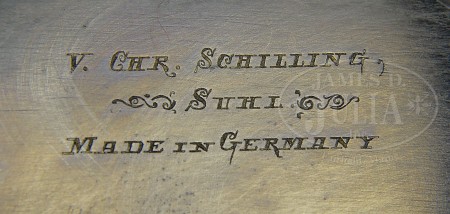 V. CHR. SCHILLING,
SUHL.
MADE IN GERMANY
JAMES D.
JULIA